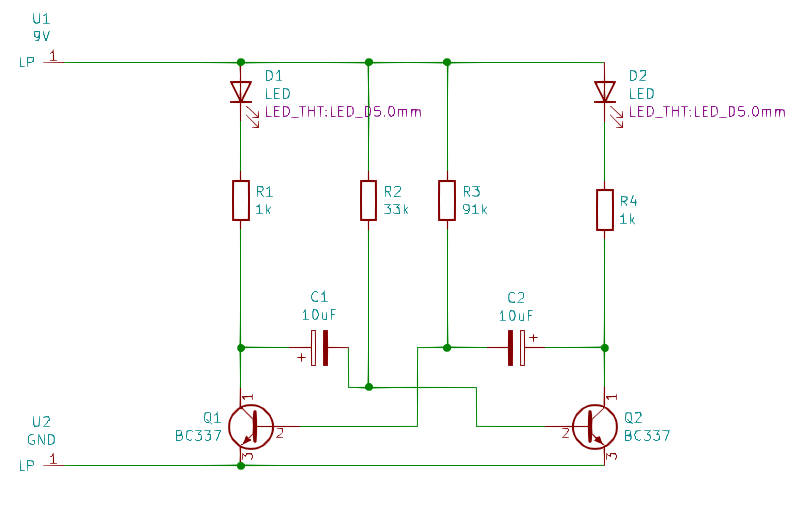 U1
9V
LP 1
D1
LED
LED_THT:LED_D5.0mm
D2
LED
LED_THT:LED_D5.0mm
R1
1k
R2
33k
R3
91k
R4
1k
C1
10uF
+
C2
10uF
+
Q1
BC337
1
2
3
Q2
BC337
1
2
3
U2
GND
LP 1